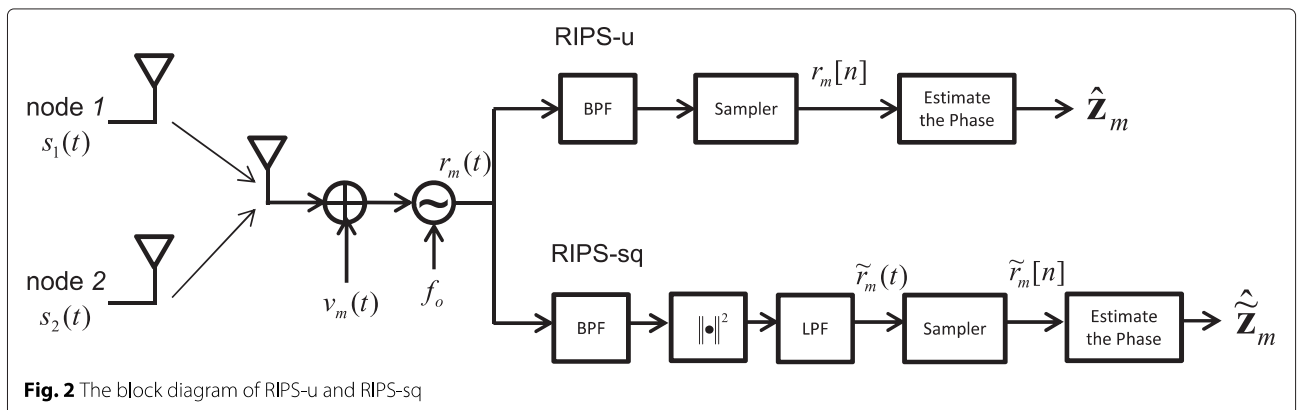 RIPS-u
node 1
s₁(t)
BPF
Sampler
rₘ[n]
Estimate
the Phase
ẑₘ
rₘ(t)
~
vₘ(t)
fₒ
node 2
s₂(t)
RIPS-sq
BPF
‖•‖²
LPF
r̃ₘ(t)
Sampler
r̃ₘ[n]
Estimate
the Phase
z̃̂ₘ
Fig. 2 The block diagram of RIPS-u and RIPS-sq